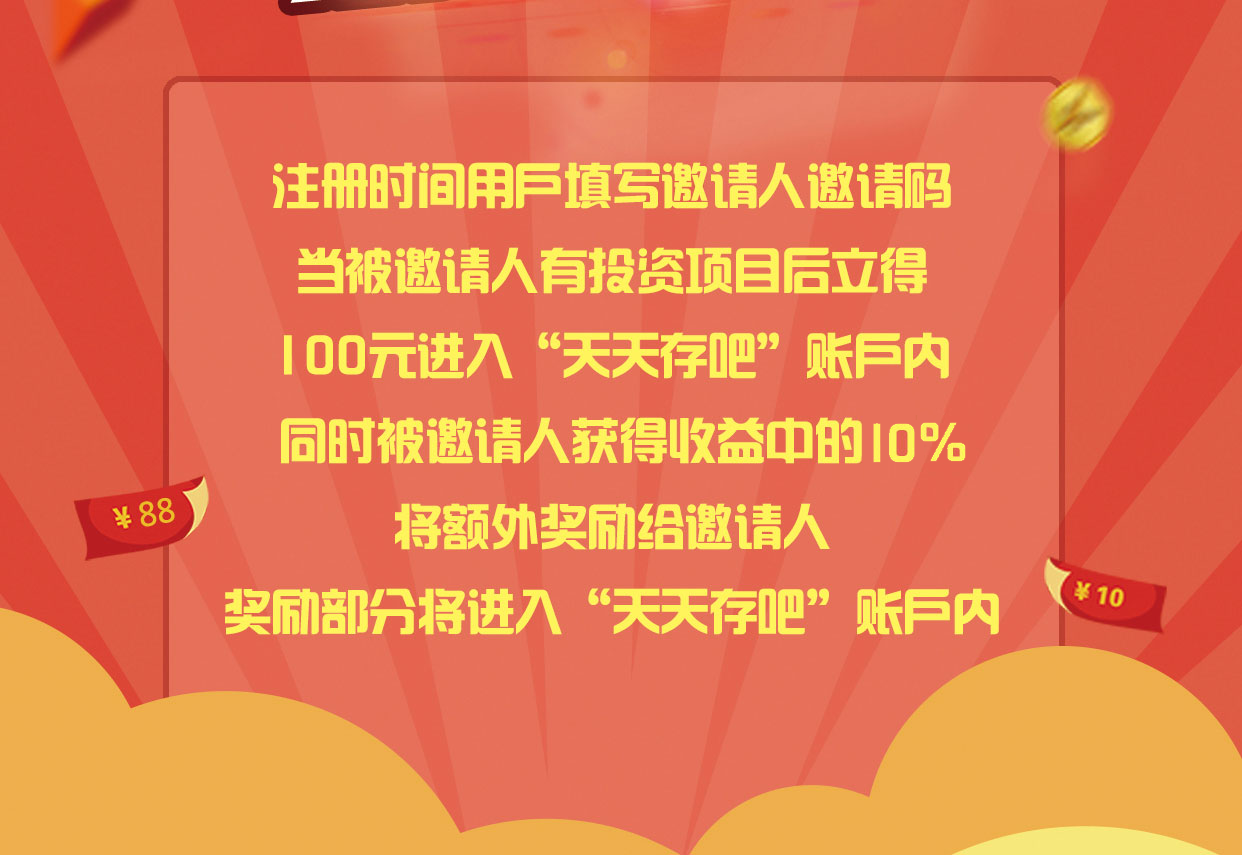 注册时间用户填写邀请人邀请码
当被邀请人有投资项目后立得
100元进入“天天存吧”账户内
同时被邀请人获得收益中的10%
将额外奖励给邀请人
奖励部分将进入“天天存吧”账户内
¥88
¥10